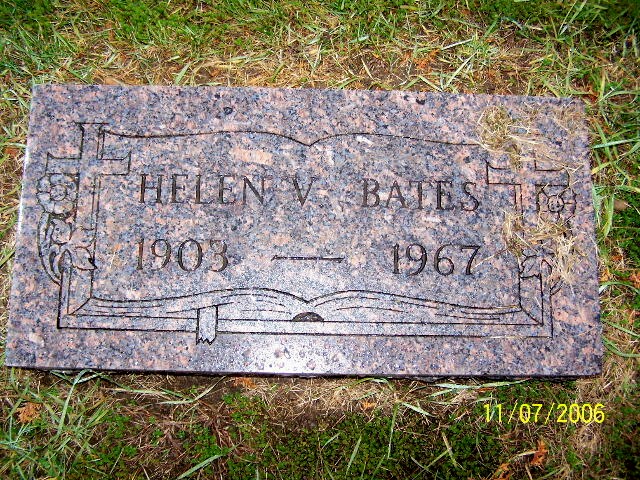 HELEN V BATES
1903 — 1967
11/07/2006